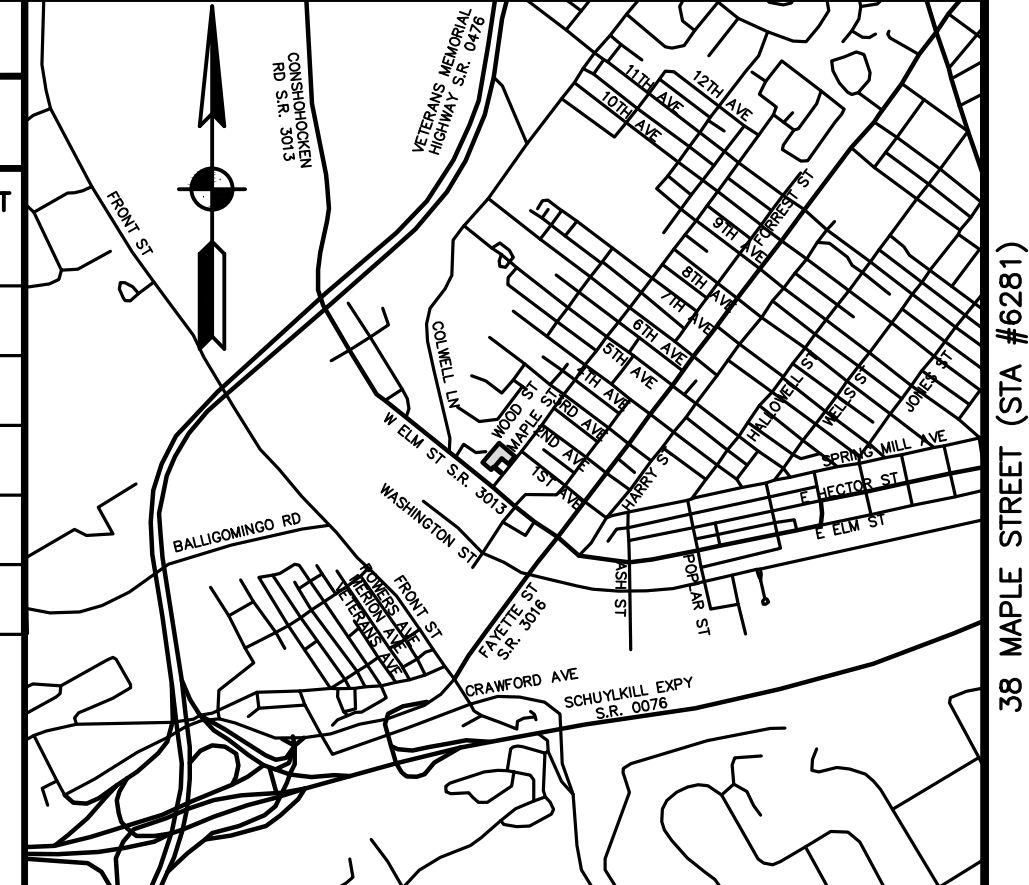 T
CONSHOHOCKEN
RD S.R. 3013
VETERANS MEMORIAL
HIGHWAY S.R. 0476
11TH AVE
12TH AVE
10TH AVE
FRONT ST
FORREST ST
9TH AVE
8TH AVE
7TH AVE
6TH AVE
5TH AVE
4TH AVE
3RD AVE
2ND AVE
1ST AVE
COLWELL LN
WOOD ST
MAPLE ST
HALLOWELL ST
WELLS ST
JONES ST
W ELM ST S.R. 3013
HARRY S
SPRING MILL AVE
E HECTOR ST
E ELM ST
WASHINGTON ST
BALLIGOMINGO RD
FRONT ST
POWERS AVE
MERION AVE
VETERANS AVE
FAYETTE ST
S.R. 3016
ASH ST
POPLAR ST
CRAWFORD AVE
SCHUYLKILL EXPY
S.R. 0076
38 MAPLE STREET (STA #6281)